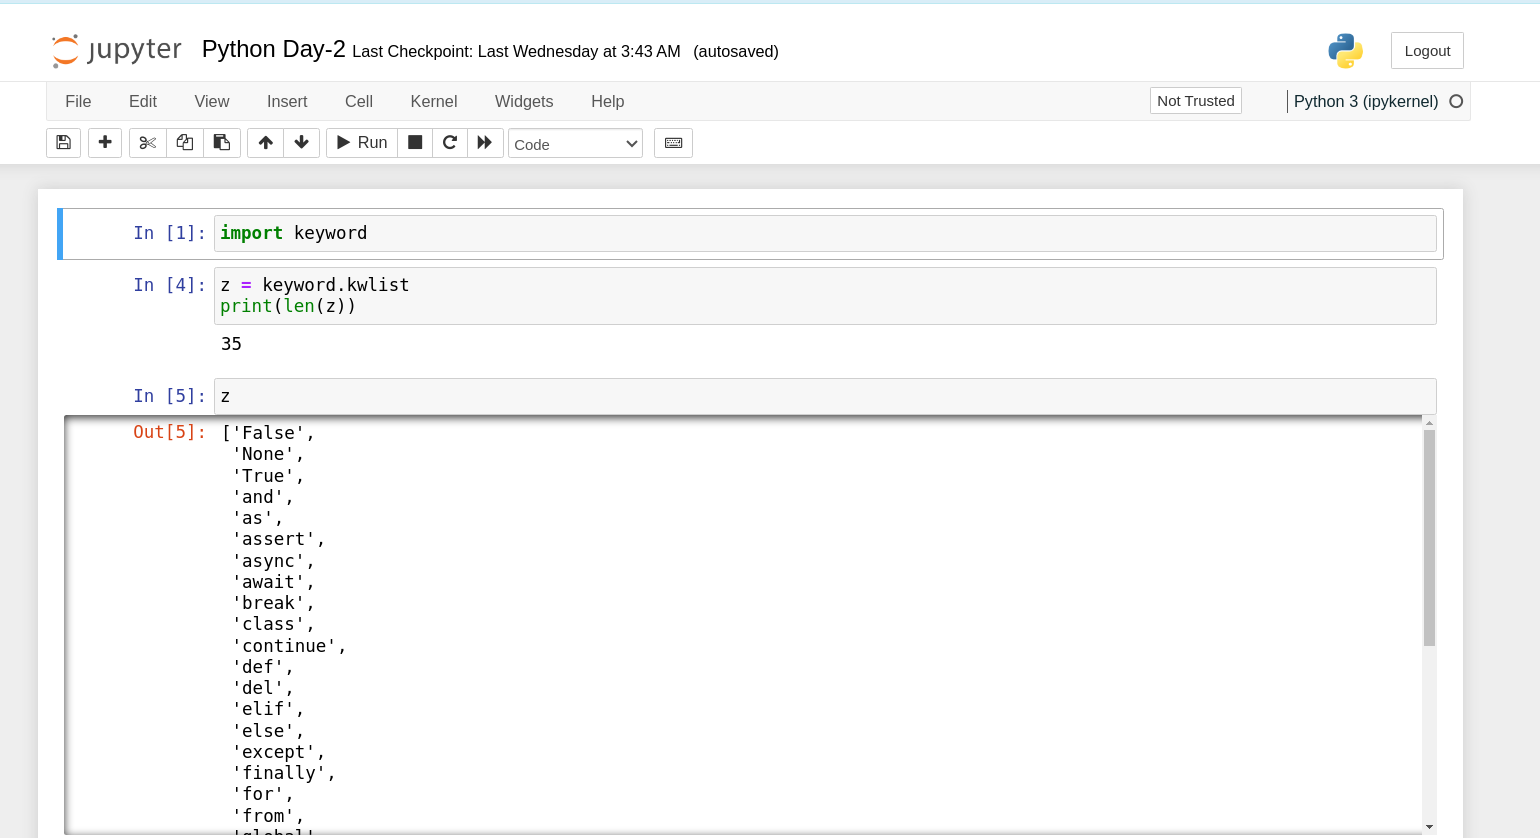 jupyter Python Day-2 Last Checkpoint: Last Wednesday at 3:43 AM (autosaved) Logout
File Edit View Insert Cell Kernel Widgets Help Not Trusted Python 3 (ipykernel)
Run Code
In [1]: import keyword
In [4]: z = keyword.kwlist
print(len(z))
35
In [5]: z
Out[5]: ['False',
'None',
'True',
'and',
'as',
'assert',
'async',
'await',
'break',
'class',
'continue',
'def',
'del',
'elif',
'else',
'except',
'finally',
'for',
'from',
'global'